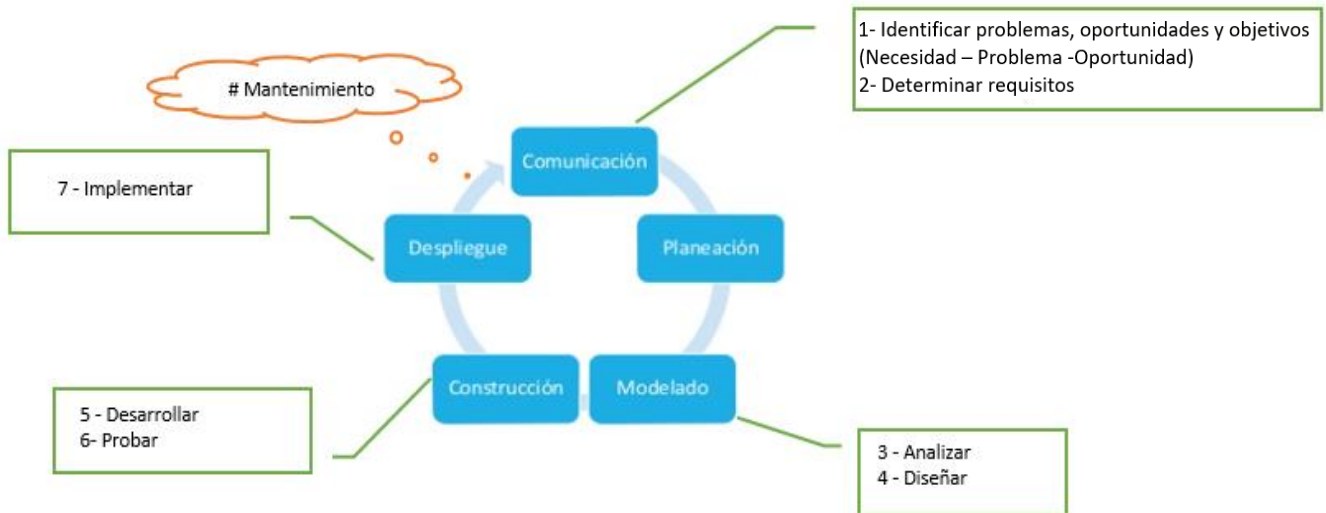 1- Identificar problemas, oportunidades y objetivos
(Necesidad – Problema -Oportunidad)
2- Determinar requisitos
# Mantenimiento
Comunicación
7 - Implementar
Despliegue
Planeación
Construcción
Modelado
5 - Desarrollar
6- Probar
3 - Analizar
4 - Diseñar